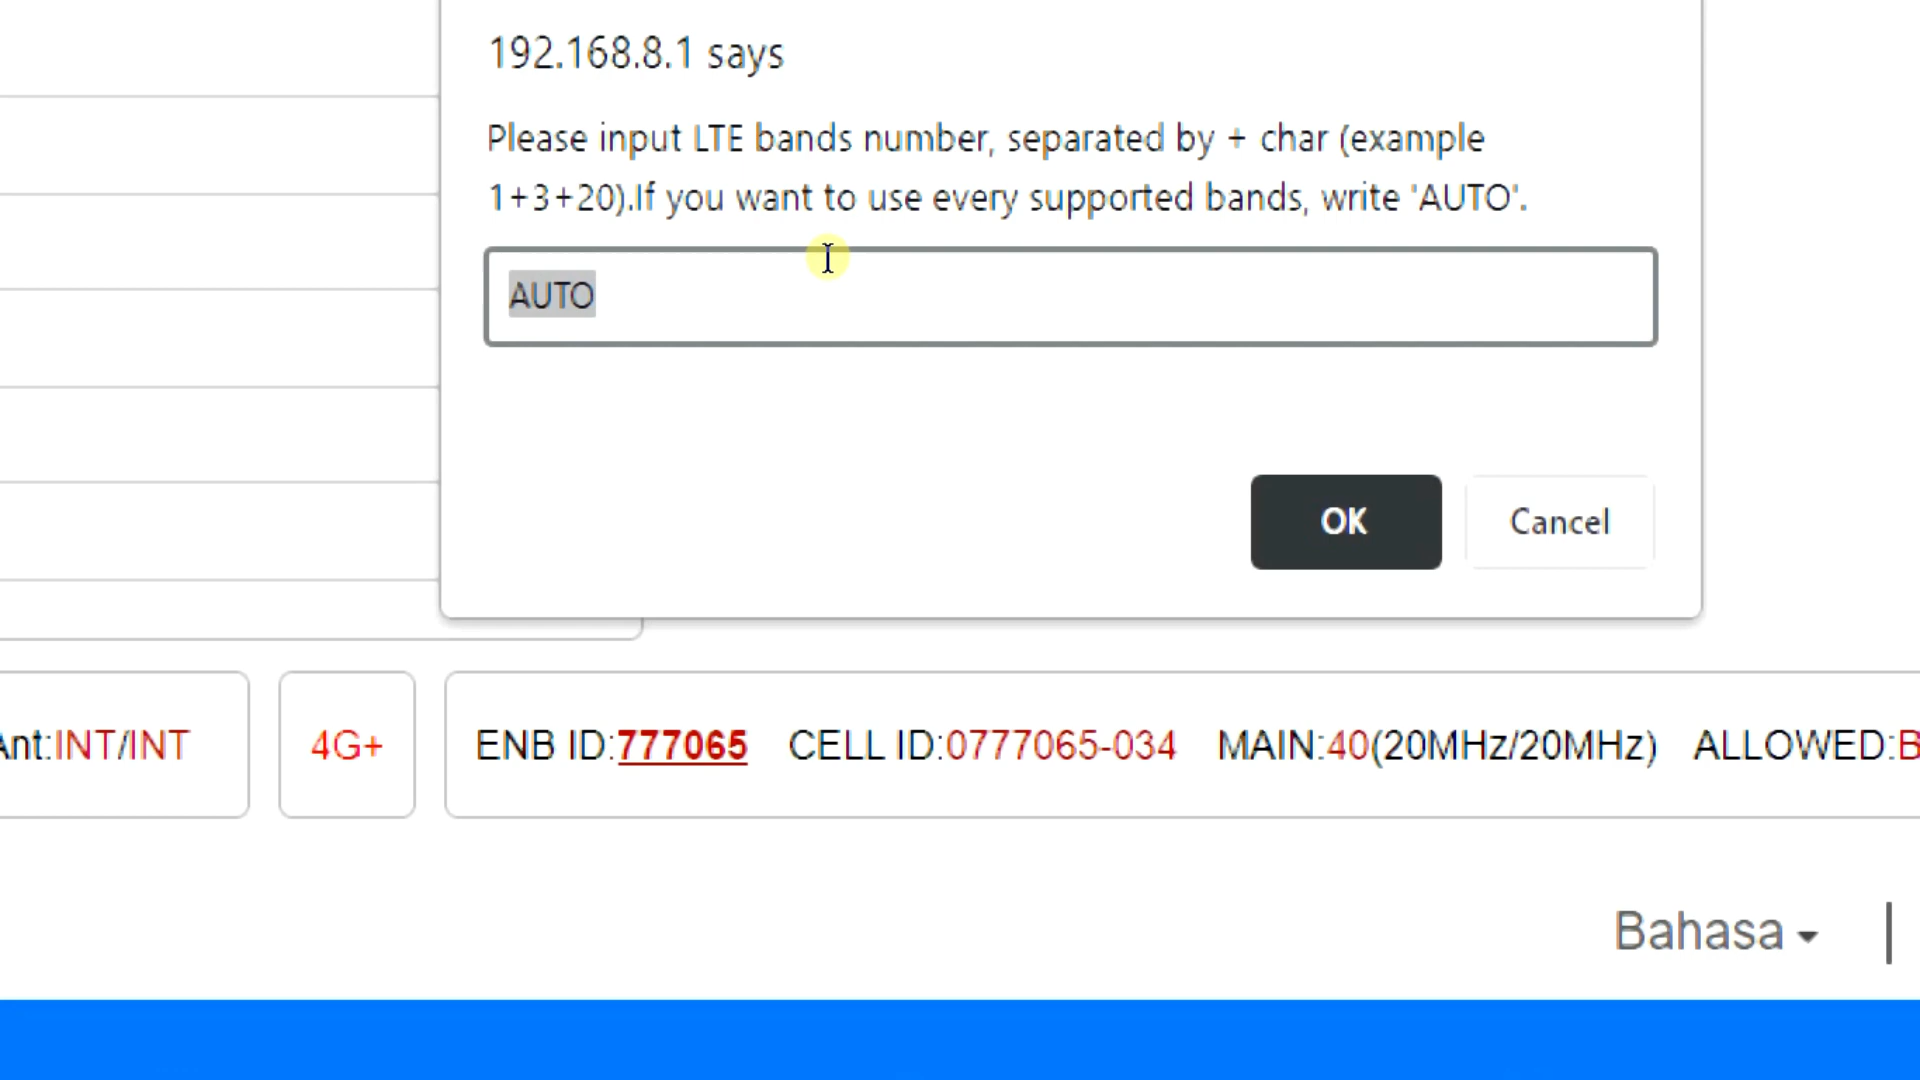 192.168.8.1 says
Please input LTE bands number, separated by + char (example
1+3+20).If you want to use every supported bands, write 'AUTO'.
AUTO
OK Cancel
Ant:INT/INT 4G+ ENB ID:777065 CELL ID:0777065-034 MAIN:40(20MHz/20MHz) ALLOWED:B
Bahasa